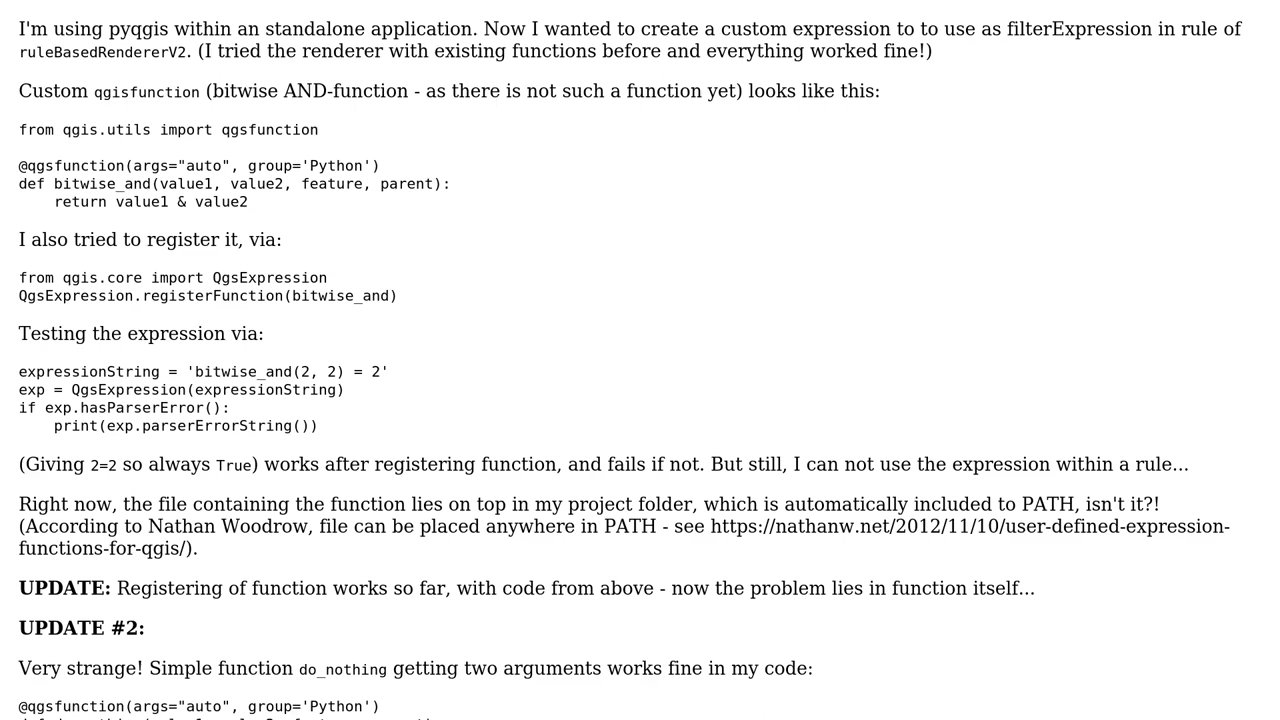 I'm using pyqgis within an standalone application. Now I wanted to create a custom expression to to use as filterExpression in rule of
ruleBasedRendererV2. (I tried the renderer with existing functions before and everything worked fine!)
Custom qgisfunction (bitwise AND-function - as there is not such a function yet) looks like this:
from qgis.utils import qgsfunction
@qgsfunction(args="auto", group='Python')
def bitwise_and(value1, value2, feature, parent):
    return value1 & value2
I also tried to register it, via:
from qgis.core import QgsExpression
QgsExpression.registerFunction(bitwise_and)
Testing the expression via:
expressionString = 'bitwise_and(2, 2) = 2'
exp = QgsExpression(expressionString)
if exp.hasParserError():
    print(exp.parserErrorString())
(Giving 2=2 so always True) works after registering function, and fails if not. But still, I can not use the expression within a rule...
Right now, the file containing the function lies on top in my project folder, which is automatically included to PATH, isn't it?!
(According to Nathan Woodrow, file can be placed anywhere in PATH - see https://nathanw.net/2012/11/10/user-defined-expression-
functions-for-qgis/).
UPDATE: Registering of function works so far, with code from above - now the problem lies in function itself...
UPDATE #2:
Very strange! Simple function do_nothing getting two arguments works fine in my code:
@qgsfunction(args="auto", group='Python')